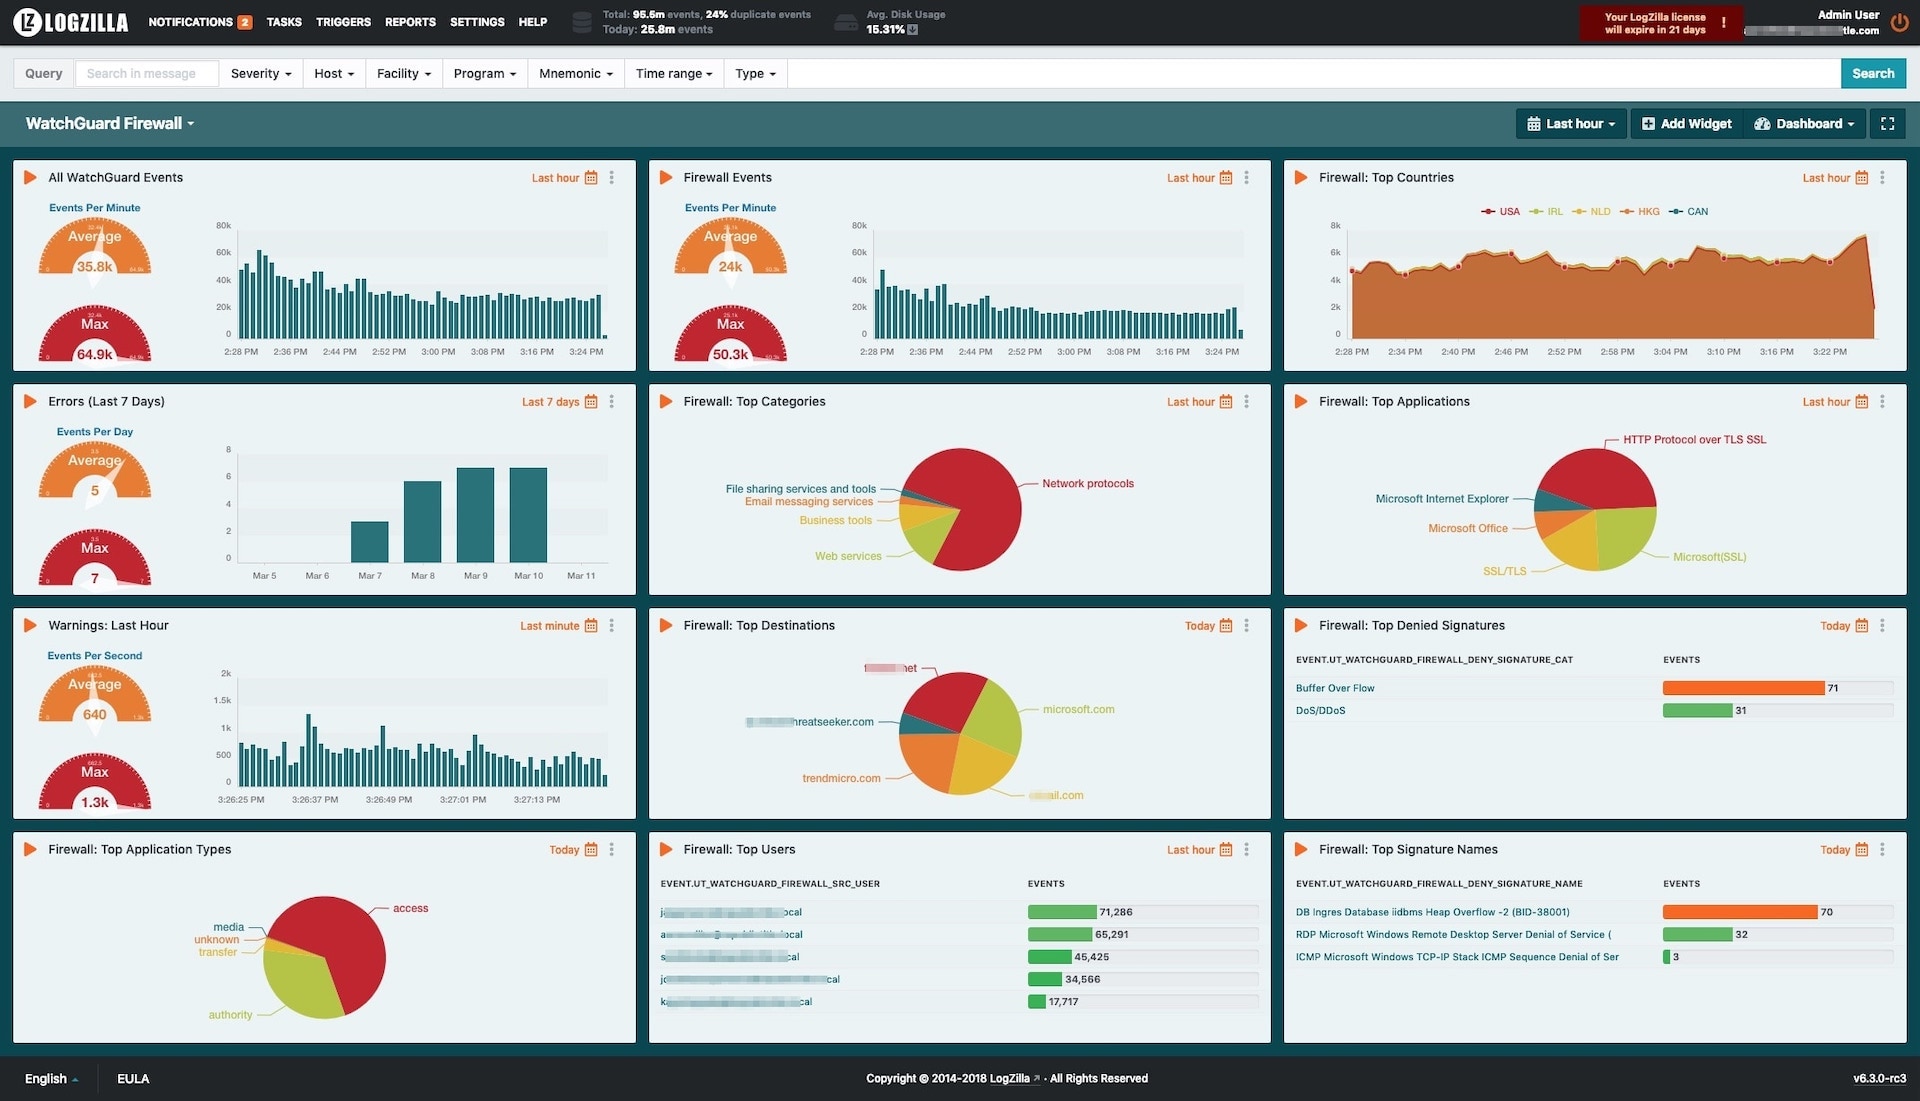 LOGZILLA NOTIFICATIONS 2 TASKS TRIGGERS REPORTS SETTINGS HELP
Total: 95.5m events, 24% duplicate events
Today: 25.8m events
Avg. Disk Usage
15.31%
Your LogZilla license
will expire in 21 days
!
Admin User
tle.com
Query Search in message Severity Host Facility Program Mnemonic Time range Type Search
WatchGuard Firewall Last hour Add Widget Dashboard
All WatchGuard Events Last hour
Events Per Minute
Average
35.8k
Max
64.9k
80k
60k
40k
20k
0
2:28 PM 2:36 PM 2:44 PM 2:52 PM 3:00 PM 3:08 PM 3:16 PM 3:24 PM
Firewall Events Last hour
Events Per Minute
Average
24k
Max
50.3k
80k
60k
40k
20k
0
2:28 PM 2:36 PM 2:44 PM 2:52 PM 3:00 PM 3:08 PM 3:16 PM 3:24 PM
Firewall: Top Countries Last hour
USA IRL NLD HKG CAN
8k
6k
4k
2k
0
2:28 PM 2:34 PM 2:40 PM 2:46 PM 2:52 PM 2:58 PM 3:04 PM 3:10 PM 3:16 PM 3:22 PM
Errors (Last 7 Days) Last 7 days
Events Per Day
Average
5
Max
7
8
6
4
2
0
Mar 5 Mar 6 Mar 7 Mar 8 Mar 9 Mar 10 Mar 11
Firewall: Top Categories Last hour
Network protocols
File sharing services and tools
Email messaging services
Business tools
Web services
Firewall: Top Applications Last hour
HTTP Protocol over TLS SSL
Microsoft Internet Explorer
Microsoft Office
Microsoft(SSL)
SSL/TLS
Warnings: Last Hour Last minute
Events Per Second
Average
640
Max
1.3k
2k
1.5k
1k
500
0
3:26:25 PM 3:26:37 PM 3:26:49 PM 3:27:01 PM 3:27:13 PM
Firewall: Top Destinations Today
net
microsoft.com
hreatseeker.com
trendmicro.com
ail.com
Firewall: Top Denied Signatures Today
EVENT.UT_WATCHGUARD_FIREWALL_DENY_SIGNATURE_CAT EVENTS
Buffer Over Flow 71
DoS/DDoS 31
Firewall: Top Application Types Today
access
media
unknown
transfer
authority
Firewall: Top Users Last hour
EVENT.UT_WATCHGUARD_FIREWALL_SRC_USER EVENTS
ocal 71,286
ocal 65,291
cal 45,425
cal 34,566
cal 17,717
Firewall: Top Signature Names Today
EVENT.UT_WATCHGUARD_FIREWALL_DENY_SIGNATURE_NAME EVENTS
DB Ingres Database iidbms Heap Overflow -2 (BID-38001) 70
RDP Microsoft Windows Remote Desktop Server Denial of Service ( 32
ICMP Microsoft Windows TCP-IP Stack ICMP Sequence Denial of Ser 3
English EULA Copyright © 2014-2018 LogZilla · All Rights Reserved v6.3.0-rc3